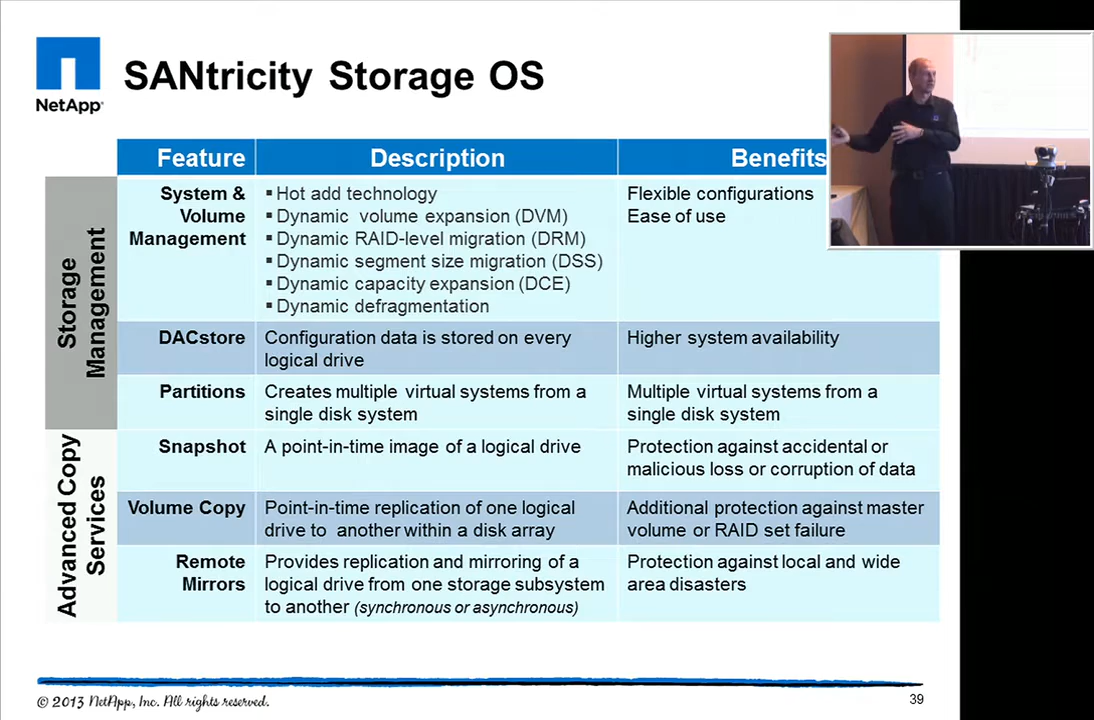 NetApp
SANtricity Storage OS
Feature
Description
Benefits
Storage
Management
System &
Volume
Management
▪ Hot add technology
▪ Dynamic volume expansion (DVM)
▪ Dynamic RAID-level migration (DRM)
▪ Dynamic segment size migration (DSS)
▪ Dynamic capacity expansion (DCE)
▪ Dynamic defragmentation
Flexible configurations
Ease of use
DACstore
Configuration data is stored on every
logical drive
Higher system availability
Partitions
Creates multiple virtual systems from a
single disk system
Multiple virtual systems from a
single disk system
Advanced Copy
Services
Snapshot
A point-in-time image of a logical drive
Protection against accidental or
malicious loss or corruption of data
Volume Copy
Point-in-time replication of one logical
drive to another within a disk array
Additional protection against master
volume or RAID set failure
Remote
Mirrors
Provides replication and mirroring of a
logical drive from one storage subsystem
to another (synchronous or asynchronous)
Protection against local and wide
area disasters
© 2013 NetApp, Inc. All rights reserved.
39